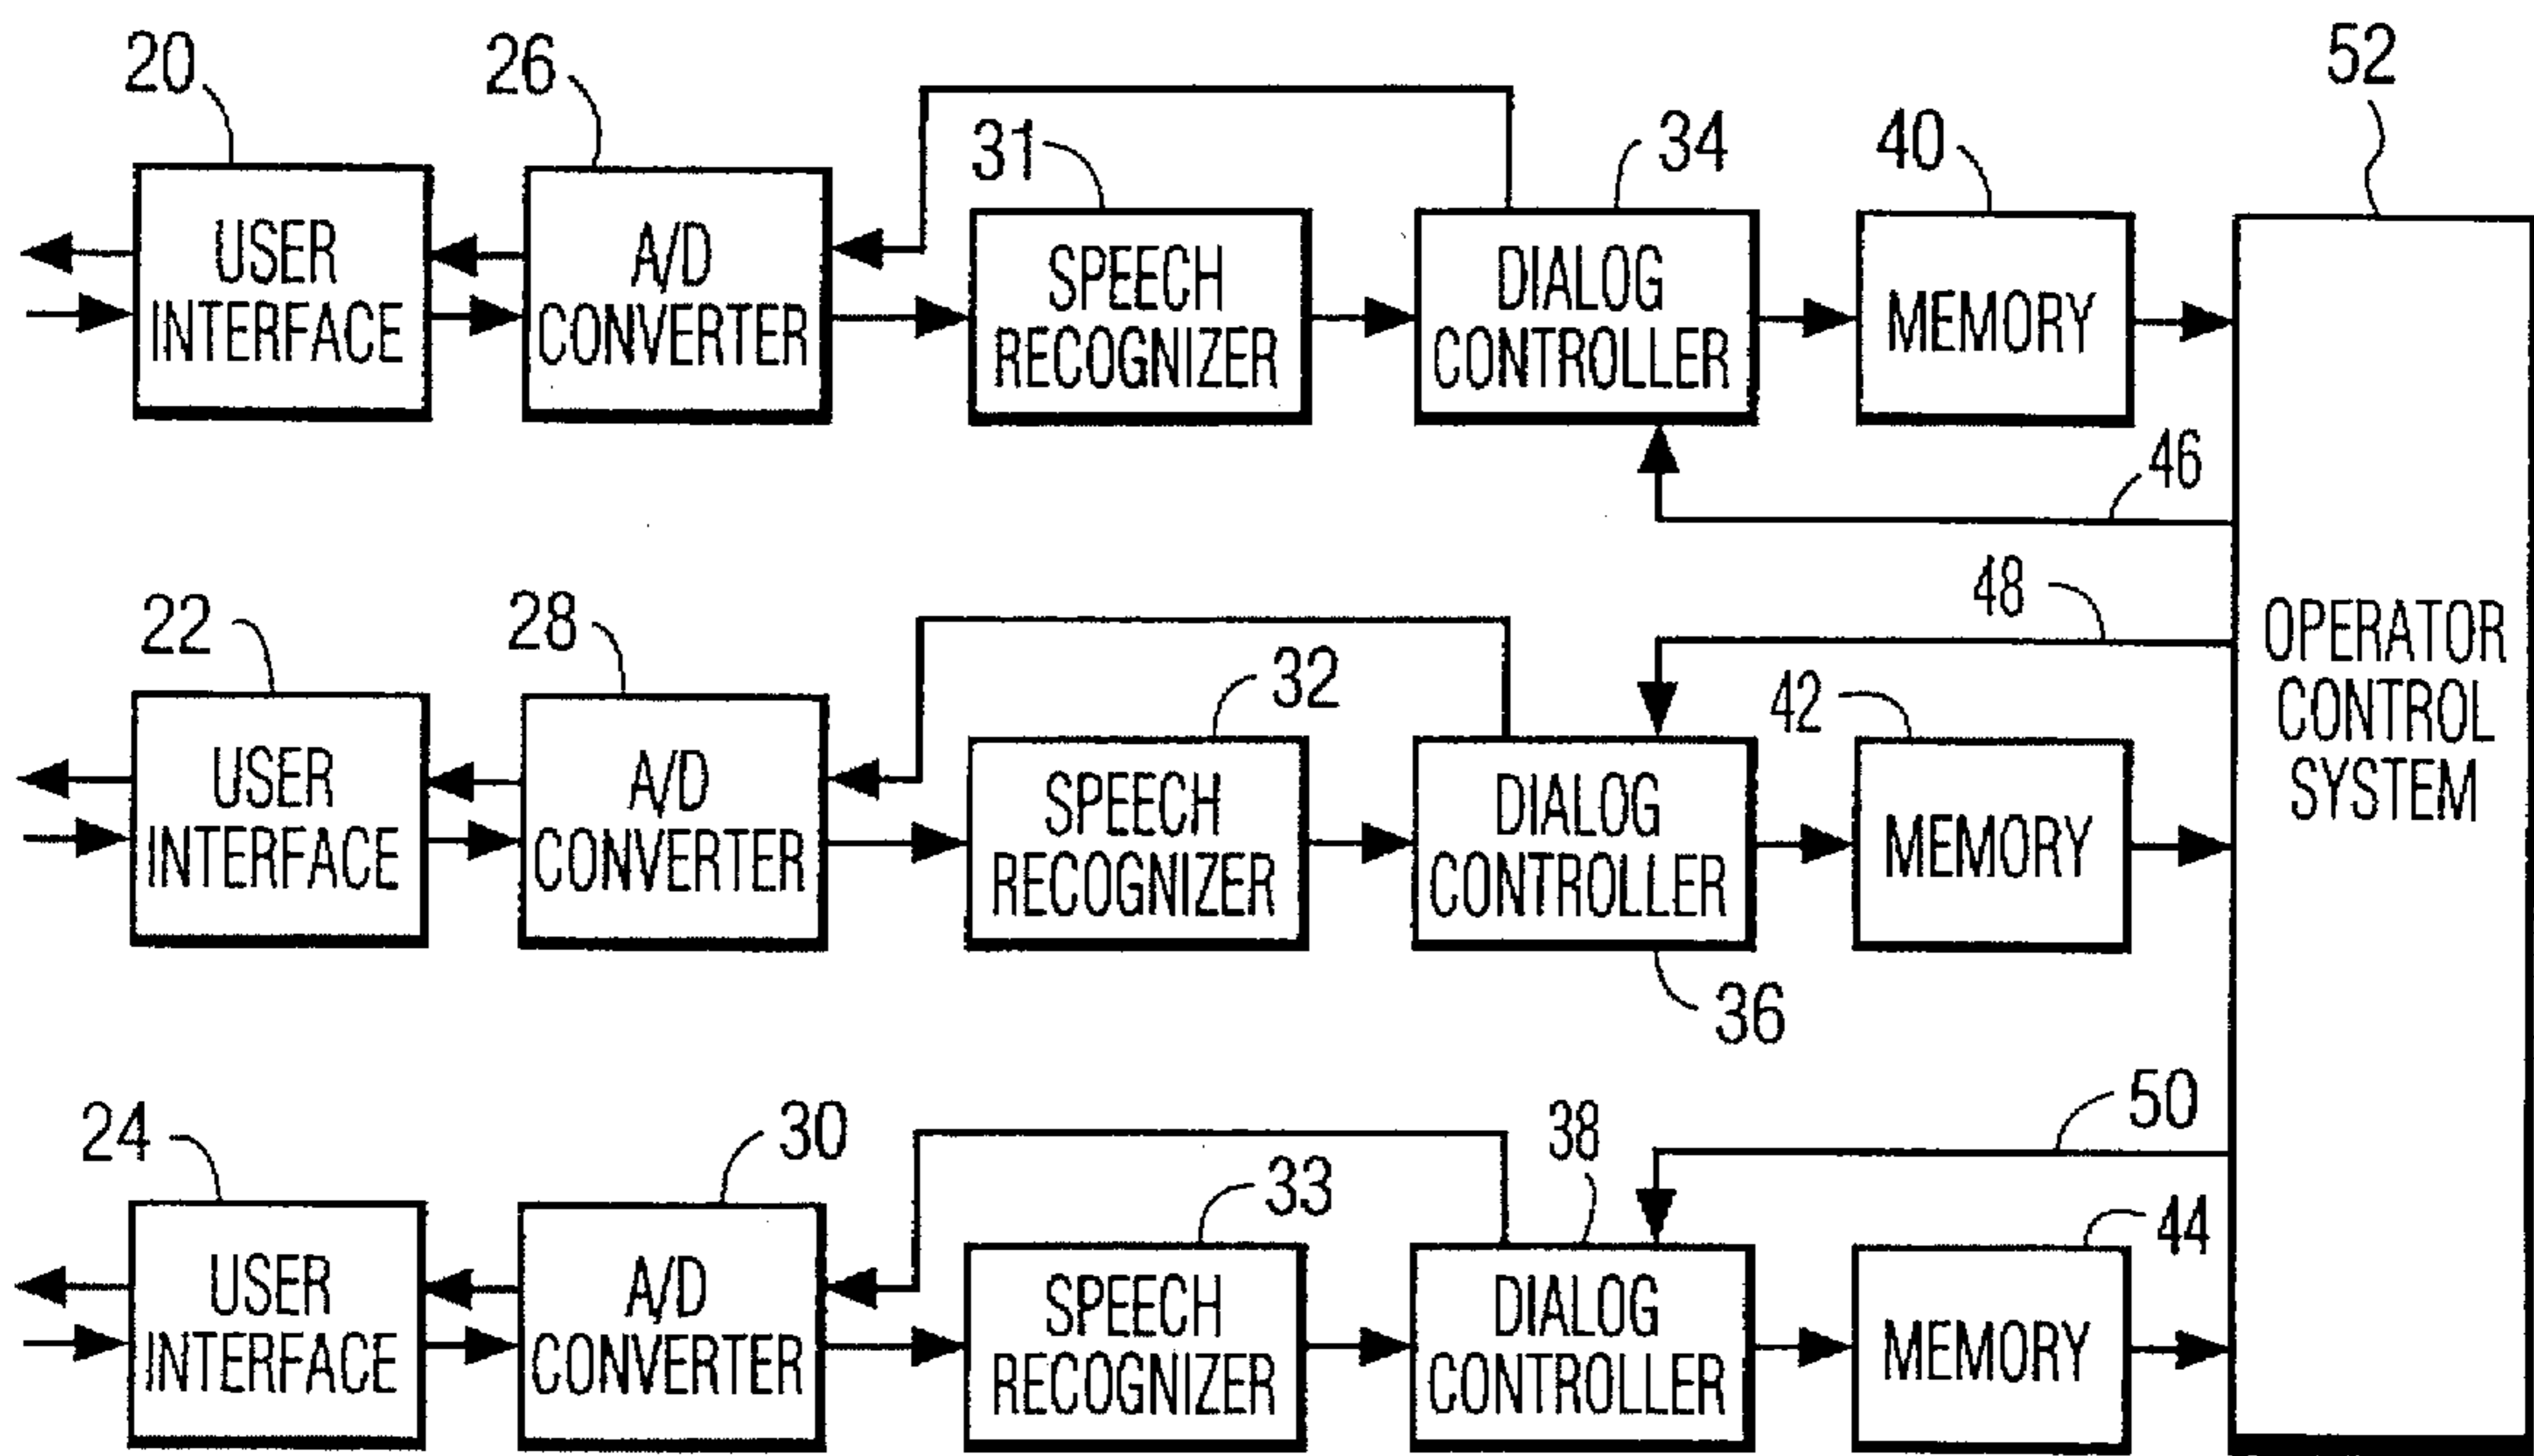 20
26
52
31
34
40
USER
INTERFACE
A/D
CONVERTER
SPEECH
RECOGNIZER
DIALOG
CONTROLLER
MEMORY
46
48
22
28
32
42
USER
INTERFACE
A/D
CONVERTER
SPEECH
RECOGNIZER
DIALOG
CONTROLLER
MEMORY
OPERATOR
CONTROL
SYSTEM
36
50
24
30
38
33
44
USER
INTERFACE
A/D
CONVERTER
SPEECH
RECOGNIZER
DIALOG
CONTROLLER
MEMORY